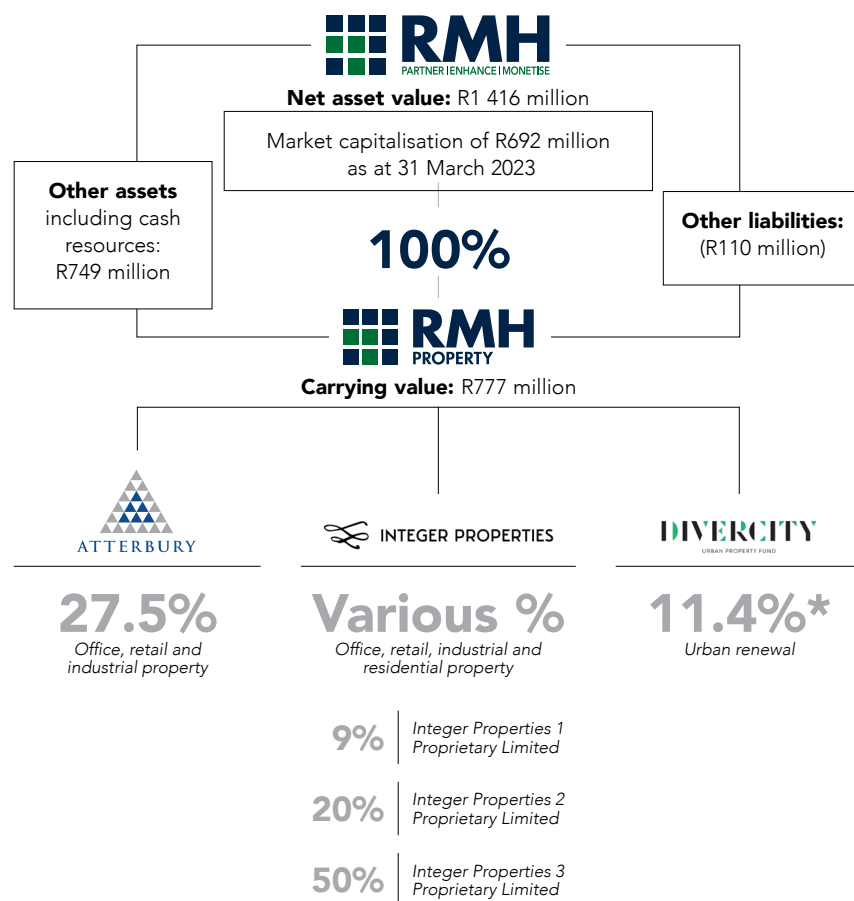 RMH
PARTNER|ENHANCE|MONETISE
Net asset value: R1 416 million
Market capitalisation of R692 million
as at 31 March 2023
Other assets
including cash
resources:
R749 million
Other liabilities:
(R110 million)
100%
RMH
PROPERTY
Carrying value: R777 million
ATTERBURY
27.5%
Office, retail and
industrial property
INTEGER PROPERTIES
Various %
Office, retail, industrial and
residential property
DIVERCITY
URBAN PROPERTY FUND
11.4%*
Urban renewal
9%
Integer Properties 1
Proprietary Limited
20%
Integer Properties 2
Proprietary Limited
50%
Integer Properties 3
Proprietary Limited